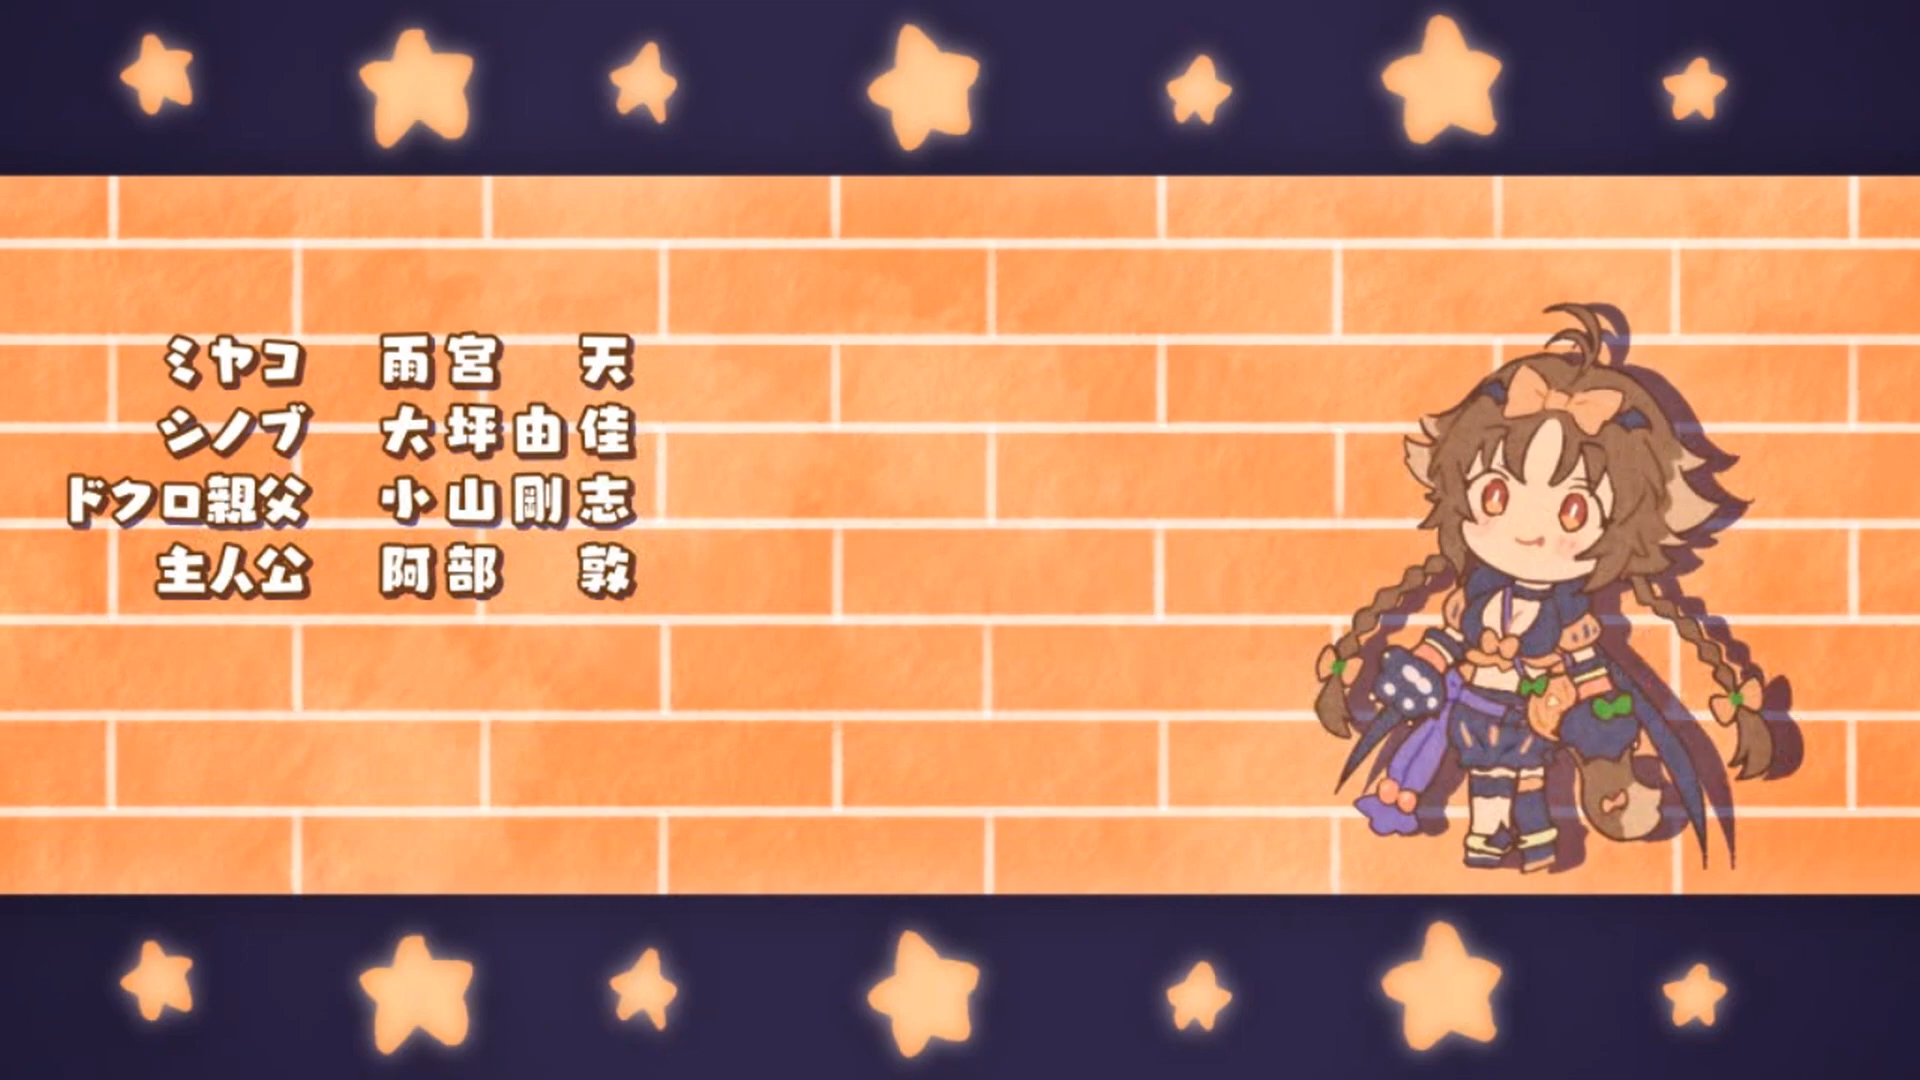 ミヤコ 雨宮 天
シノブ 大坪由佳
ドクロ親父 小山剛志
主人公 阿部 敦